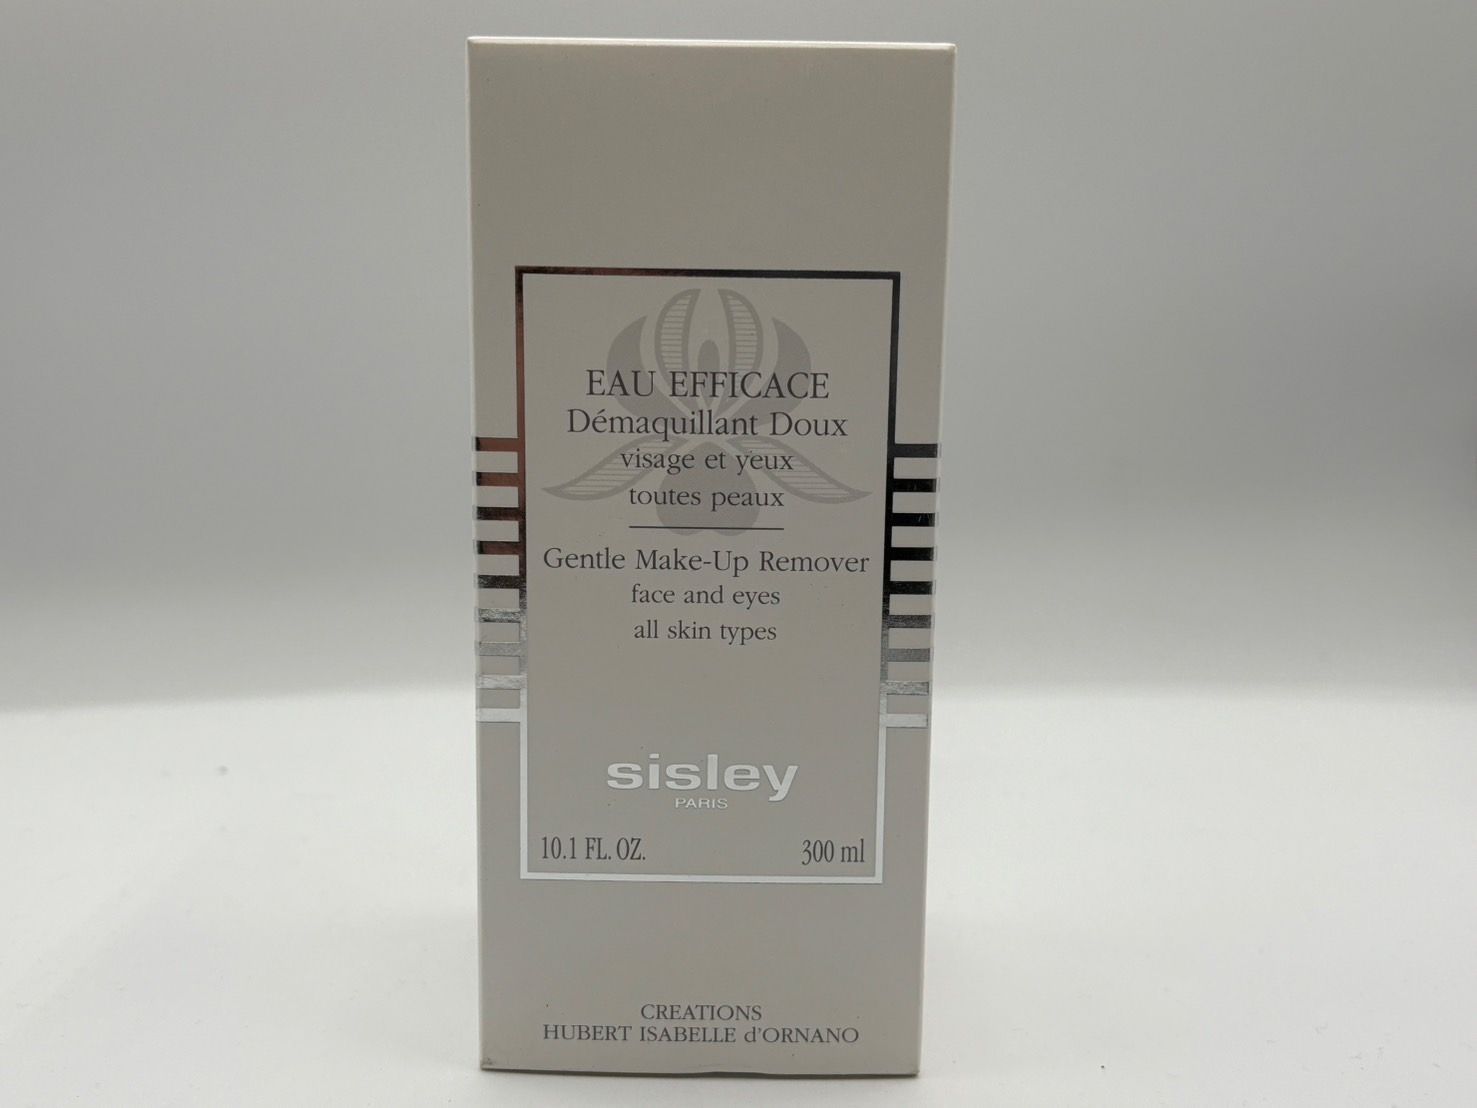 EAU EFFICACE
Démaquillant Doux
visage et yeux
toutes peaux
Gentle Make-Up Remover
face and eyes
all skin types
sisley
PARIS
10.1 FL. OZ. 300 ml
CREATIONS
HUBERT ISABELLE d'ORNANO